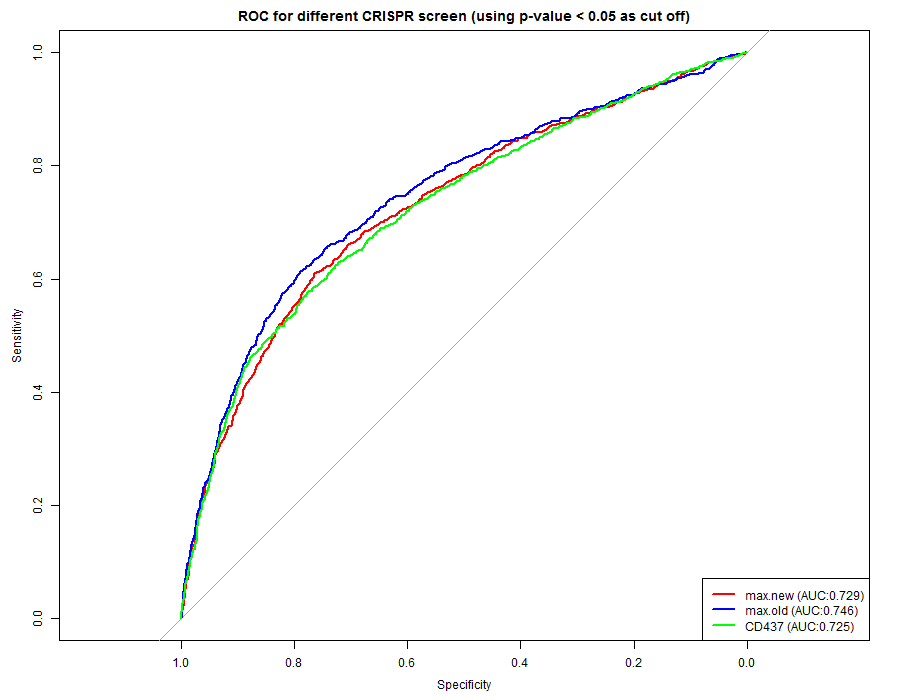 ROC for different CRISPR screen (using p-value < 0.05 as cut off)
Sensitivity
1.0
0.8
0.6
0.4
0.2
0.0
max.new (AUC:0.729)
max.old (AUC:0.746)
CD437 (AUC:0.725)
1.0 0.8 0.6 0.4 0.2 0.0
Specificity